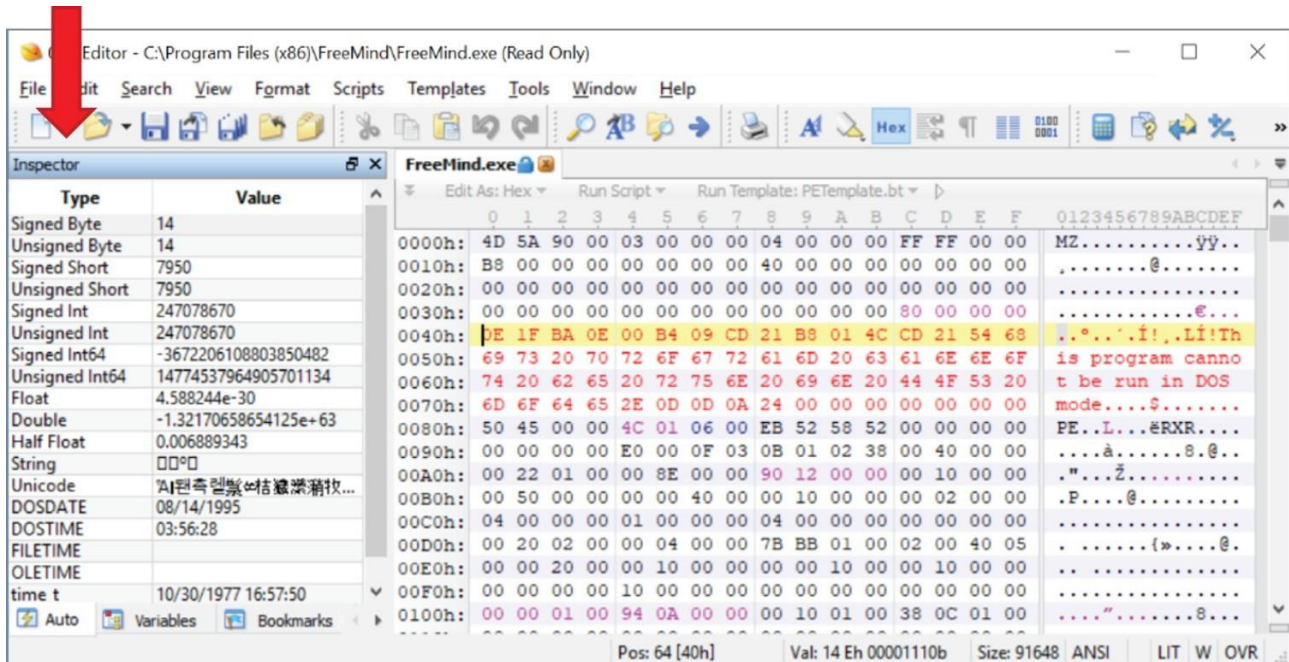 Editor - C:\Program Files (x86)\FreeMind\FreeMind.exe (Read Only)
File Edit Search View Format Scripts Templates Tools Window Help
Hex
Inspector
FreeMind.exe
Type Value
Edit As: Hex Run Script Run Template: PETemplate.bt
0 1 2 3 4 5 6 7 8 9 A B C D E F 0123456789ABCDEF
Signed Byte 14
Unsigned Byte 14
Signed Short 7950
Unsigned Short 7950
Signed Int 247078670
Unsigned Int 247078670
Signed Int64 -3672206108803850482
Unsigned Int64 14774537964905701134
Float 4.588244e-30
Double -1.32170658654125e+63
Half Float 0.006889343
String
Unicode
DOSDATE 08/14/1995
DOSTIME 03:56:28
FILETIME
OLETIME
time t 10/30/1977 16:57:50
Auto Variables Bookmarks
0000h: 4D 5A 90 00 03 00 00 00 04 00 00 00 FF FF 00 00 MZ..........ÿÿ..
0010h: B8 00 00 00 00 00 00 00 40 00 00 00 00 00 00 00 ¸.......@.......
0020h: 00 00 00 00 00 00 00 00 00 00 00 00 00 00 00 00 ................
0030h: 00 00 00 00 00 00 00 00 00 00 00 00 80 00 00 00 ............€...
0040h: 0E 1F BA 0E 00 B4 09 CD 21 B8 01 4C CD 21 54 68 ..º..´.Í!¸.LÍ!Th
0050h: 69 73 20 70 72 6F 67 72 61 6D 20 63 61 6E 6E 6F is program canno
0060h: 74 20 62 65 20 72 75 6E 20 69 6E 20 44 4F 53 20 t be run in DOS
0070h: 6D 6F 64 65 2E 0D 0D 0A 24 00 00 00 00 00 00 00 mode....$.......
0080h: 50 45 00 00 4C 01 06 00 EB 52 58 52 00 00 00 00 PE..L...ëRXR....
0090h: 00 00 00 00 E0 00 0F 03 0B 01 02 38 00 40 00 00 ....à......8.@..
00A0h: 00 22 01 00 00 8E 00 00 90 12 00 00 00 10 00 00 ."...Ž..........
00B0h: 00 50 00 00 00 00 40 00 00 10 00 00 00 02 00 00 .P....@.........
00C0h: 04 00 00 00 01 00 00 00 04 00 00 00 00 00 00 00 ................
00D0h: 00 20 02 00 00 04 00 00 7B BB 01 00 02 00 40 05 . ......{»....@.
00E0h: 00 00 20 00 00 10 00 00 00 00 10 00 00 10 00 00 .. .............
00F0h: 00 00 00 00 10 00 00 00 00 00 00 00 00 00 00 00 ................
0100h: 00 00 01 00 94 0A 00 00 00 10 01 00 38 0C 01 00 ....”.......8...
Pos: 64 [40h] Val: 14 Eh 00001110b Size: 91648 ANSI LIT W OVR